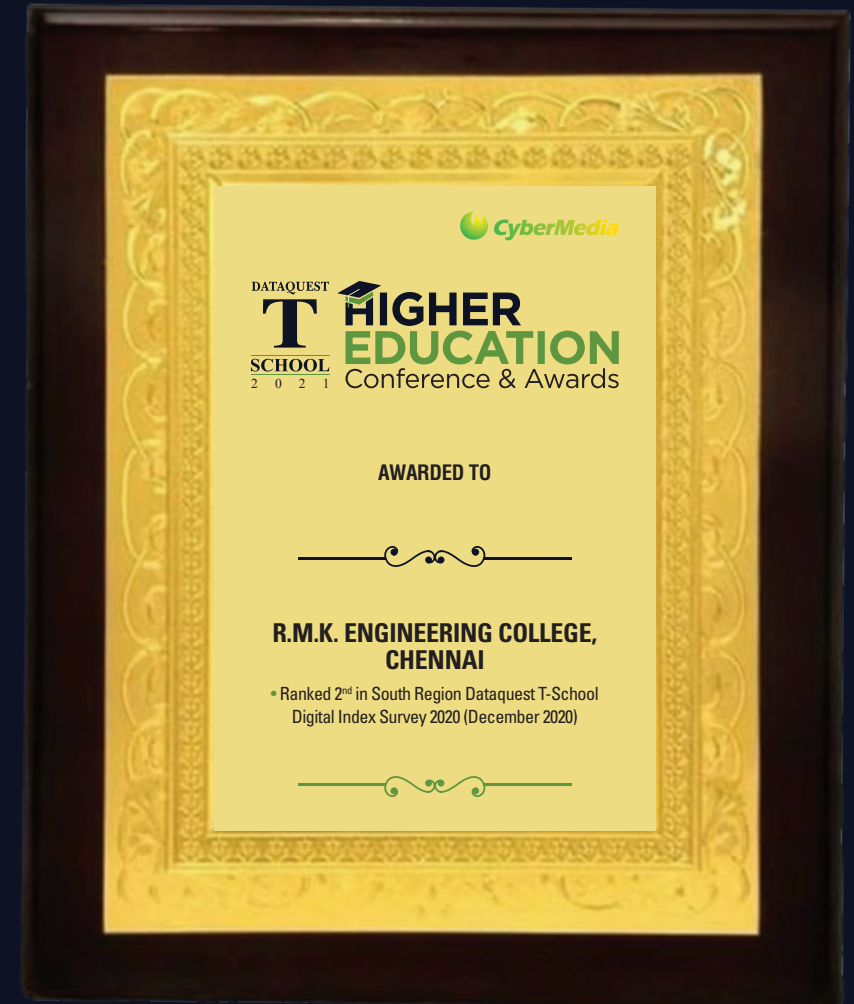 CyberMedia
DATAQUEST
T
SCHOOL
2 0 2 1
HIGHER
EDUCATION
Conference & Awards
AWARDED TO
R.M.K. ENGINEERING COLLEGE,
CHENNAI
• Ranked 2nd in South Region Dataquest T-School
Digital Index Survey 2020 (December 2020)